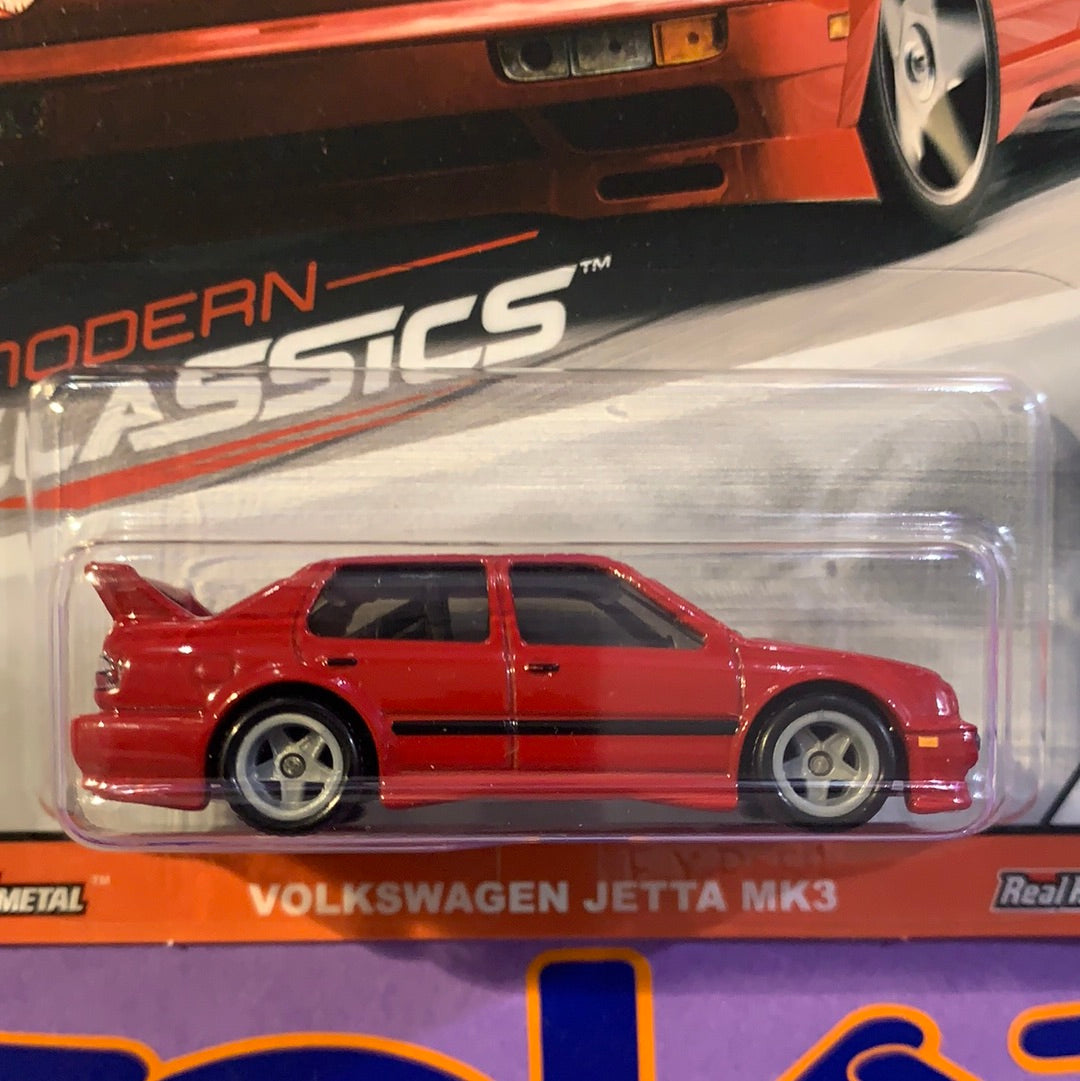 MODERN
CLASSICS™
METAL™
VOLKSWAGEN JETTA MK3
Real